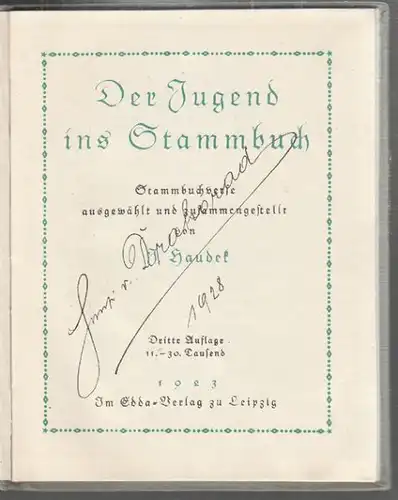 Der Jugend
ins Stammbuch
Stammbuchverse
ausgewählt und zusammengestellt
von
Haudek
1928
Dritte Auflage
11.–30. Tausend
1923
Im Edda-Verlag zu Leipzig